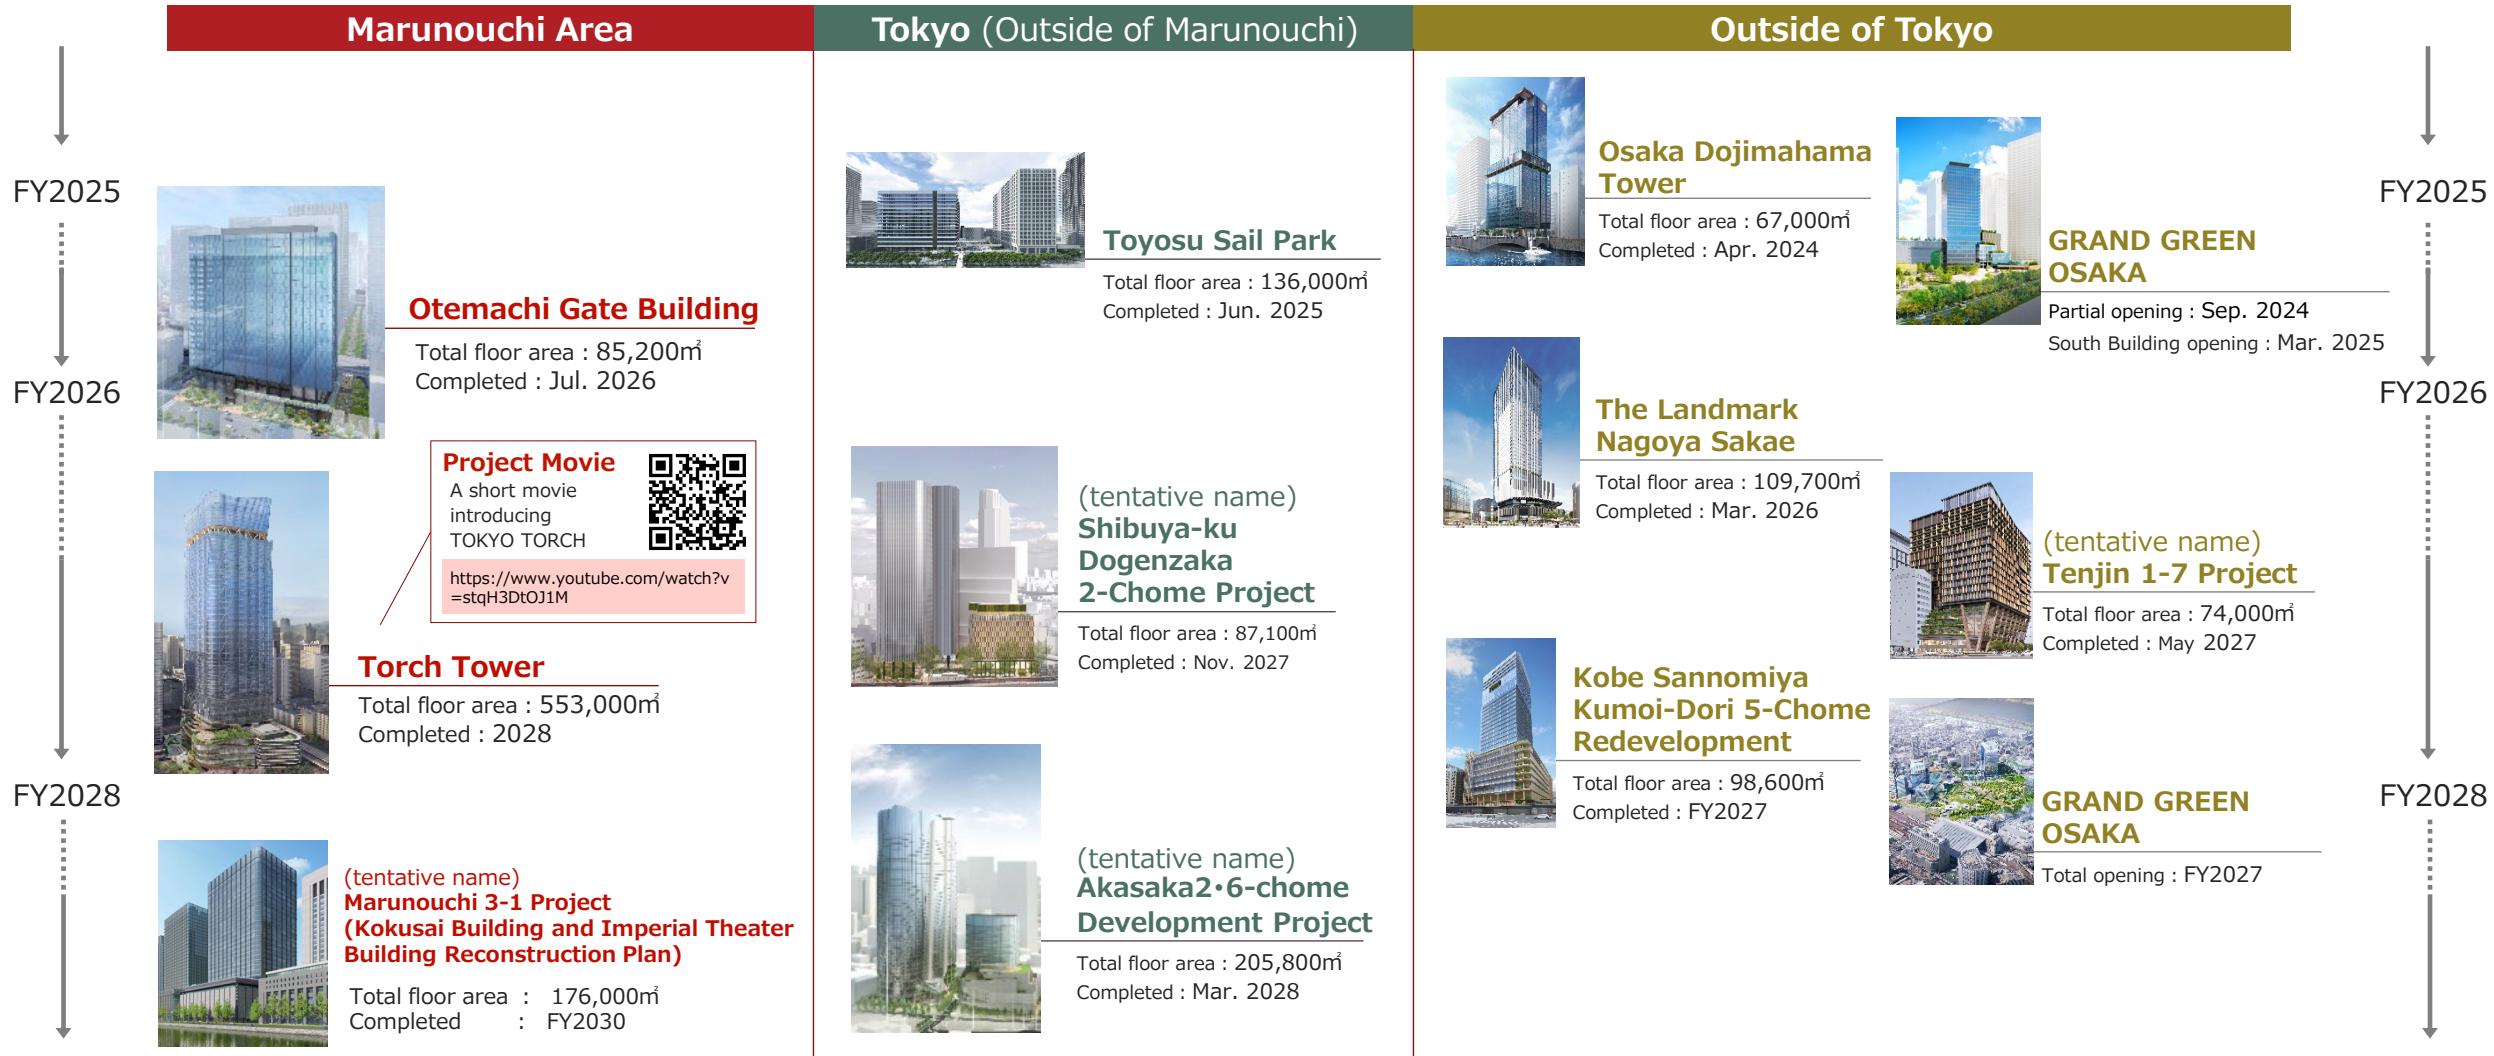 Marunouchi Area
Tokyo (Outside of Marunouchi)
Outside of Tokyo
FY2025
FY2026
FY2028
Otemachi Gate Building
Total floor area : 85,200㎡
Completed : Jul. 2026
Project Movie
A short movie
introducing
TOKYO TORCH
https://www.youtube.com/watch?v
=stqH3DtOJ1M
Torch Tower
Total floor area : 553,000㎡
Completed : 2028
(tentative name)
Marunouchi 3-1 Project
(Kokusai Building and Imperial Theater
Building Reconstruction Plan)
Total floor area : 176,000㎡
Completed : FY2030
Toyosu Sail Park
Total floor area : 136,000㎡
Completed : Jun. 2025
(tentative name)
Shibuya-ku
Dogenzaka
2-Chome Project
Total floor area : 87,100㎡
Completed : Nov. 2027
(tentative name)
Akasaka2・6-chome
Development Project
Total floor area : 205,800㎡
Completed : Mar. 2028
Osaka Dojimahama
Tower
Total floor area : 67,000㎡
Completed : Apr. 2024
GRAND GREEN
OSAKA
Partial opening : Sep. 2024
South Building opening : Mar. 2025
The Landmark
Nagoya Sakae
Total floor area : 109,700㎡
Completed : Mar. 2026
(tentative name)
Tenjin 1-7 Project
Total floor area : 74,000㎡
Completed : May 2027
Kobe Sannomiya
Kumoi-Dori 5-Chome
Redevelopment
Total floor area : 98,600㎡
Completed : FY2027
GRAND GREEN
OSAKA
Total opening : FY2027
FY2025
FY2026
FY2028